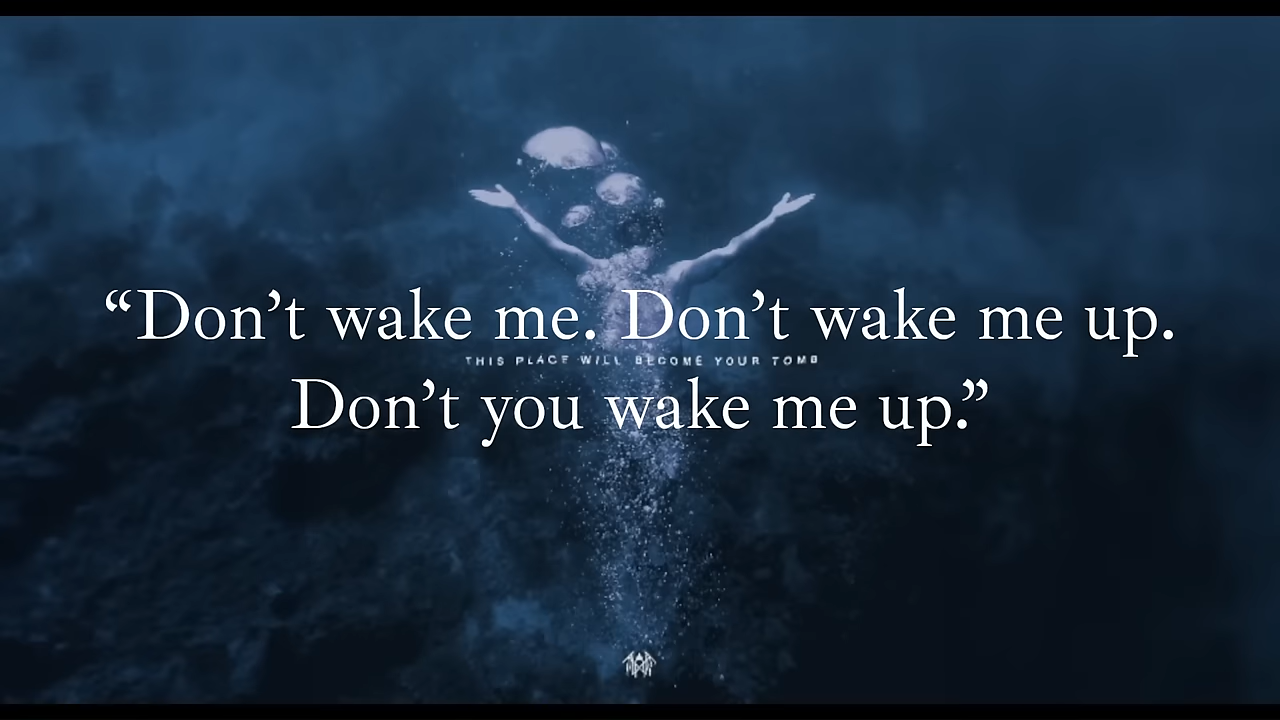 “Don’t wake me. Don’t wake me up.
THIS PLACE WILL BECOME YOUR TOMB
Don’t you wake me up.”